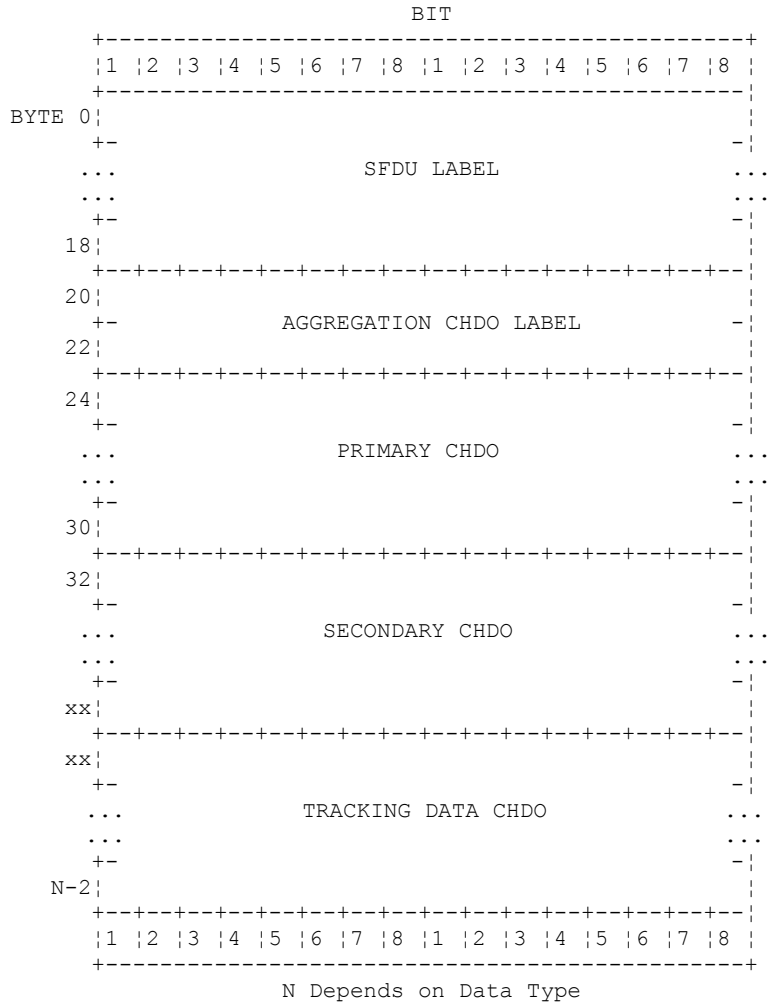 BIT
+-----------------------------------------------+
¦1 ¦2 ¦3 ¦4 ¦5 ¦6 ¦7 ¦8 ¦1 ¦2 ¦3 ¦4 ¦5 ¦6 ¦7 ¦8 ¦
+-----------------------------------------------¦
BYTE 0¦ ¦
+- -¦
... SFDU LABEL ...
... ...
+- -¦
18¦ ¦
+--+--+--+--+--+--+--+--+--+--+--+--+--+--+--+--¦
20¦ ¦
+- AGGREGATION CHDO LABEL -¦
22¦ ¦
+--+--+--+--+--+--+--+--+--+--+--+--+--+--+--+--¦
24¦ ¦
+- -¦
... PRIMARY CHDO ...
... ...
+- -¦
30¦ ¦
+--+--+--+--+--+--+--+--+--+--+--+--+--+--+--+--¦
32¦ ¦
+- -¦
... SECONDARY CHDO ...
... ...
+- -¦
xx¦ ¦
+--+--+--+--+--+--+--+--+--+--+--+--+--+--+--+--¦
xx¦ ¦
+- -¦
... TRACKING DATA CHDO ...
... ...
+- -¦
N-2¦ ¦
+--+--+--+--+--+--+--+--+--+--+--+--+--+--+--+--¦
¦1 ¦2 ¦3 ¦4 ¦5 ¦6 ¦7 ¦8 ¦1 ¦2 ¦3 ¦4 ¦5 ¦6 ¦7 ¦8 ¦
+-----------------------------------------------+
N Depends on Data Type